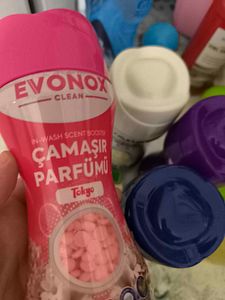 EVONOX
CLEAN
IN-WASH SCENT BOOSTER
ÇAMAŞIR
PARFÜMÜ
Tokyo